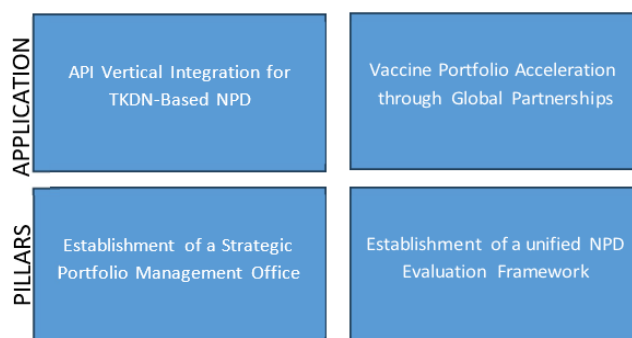 APPLICATION
API Vertical Integration for
TKDN-Based NPD
Vaccine Portfolio Acceleration
through Global Partnerships
PILLARS
Establishment of a Strategic
Portfolio Management Office
Establishment of a unified NPD
Evaluation Framework